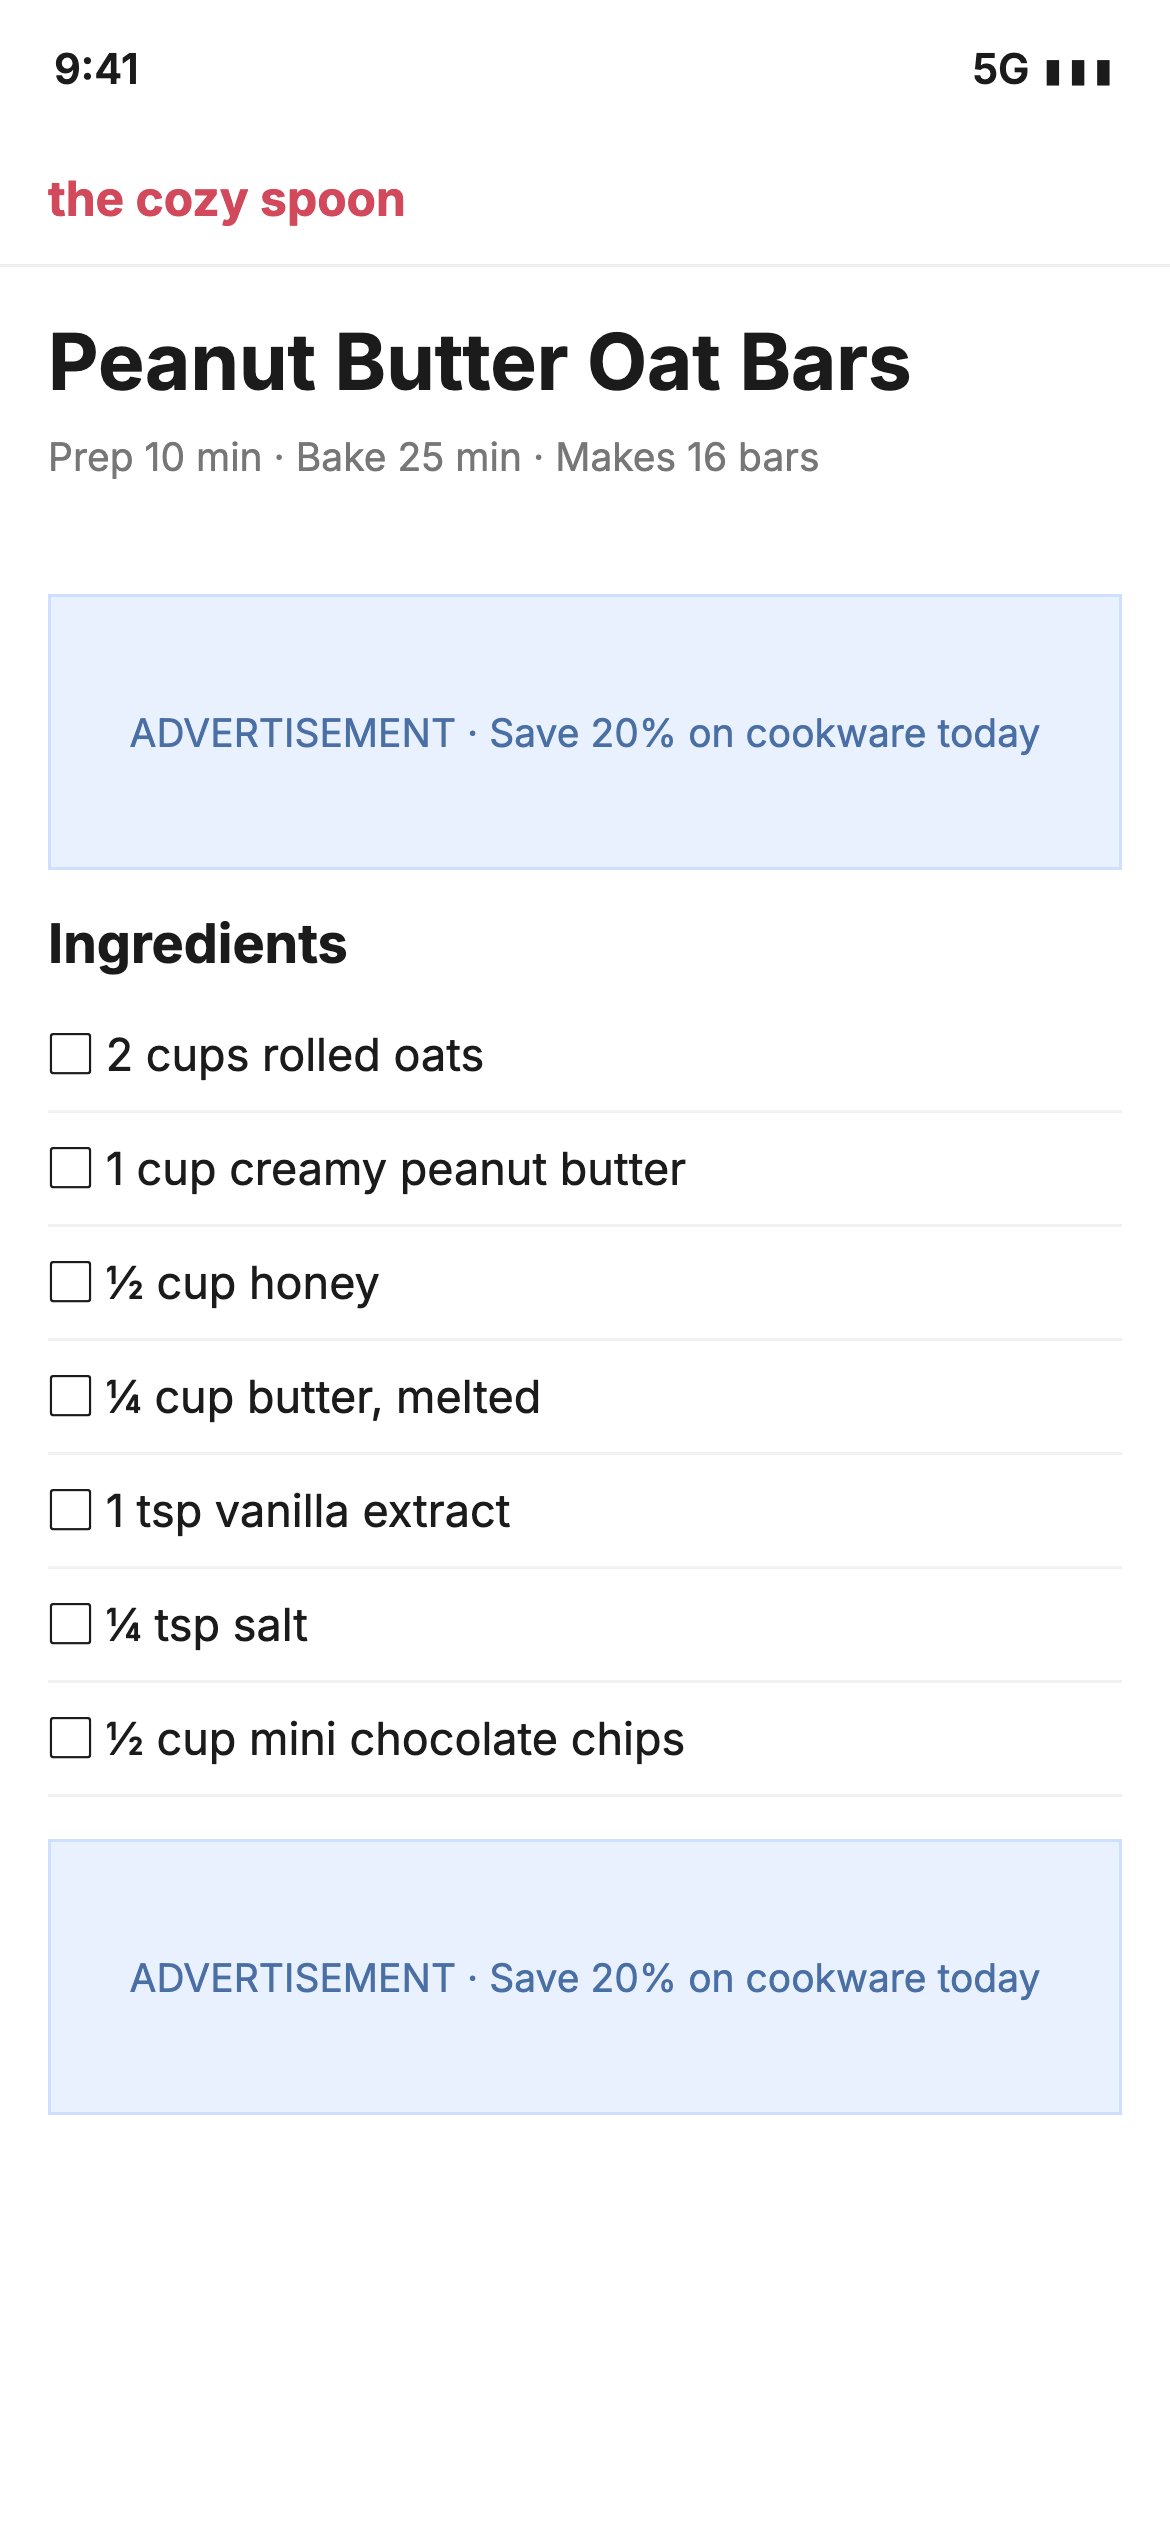 9:41 5G
the cozy spoon
Peanut Butter Oat Bars
Prep 10 min · Bake 25 min · Makes 16 bars
ADVERTISEMENT · Save 20% on cookware today
Ingredients
2 cups rolled oats
1 cup creamy peanut butter
½ cup honey
¼ cup butter, melted
1 tsp vanilla extract
¼ tsp salt
½ cup mini chocolate chips
ADVERTISEMENT · Save 20% on cookware today